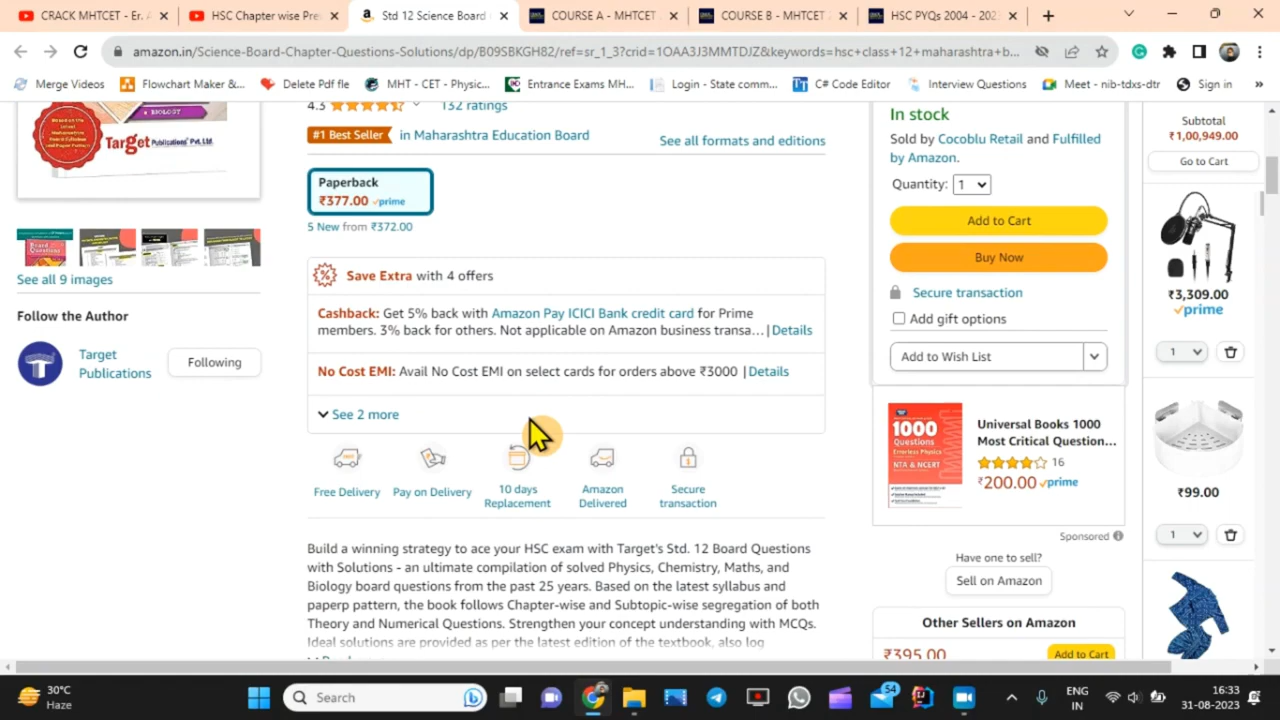 CRACK MHTCET - Er. A
HSC Chapter wise Pre
Std 12 Science Board
COURSE A - MHTCET
COURSE B - MHTCET 2
HSC PYQs 2004 - 202
amazon.in/Science-Board-Chapter-Questions-Solutions/dp/B09SBKGH82/ref=sr_1_3?crid=1OAA3J3MMTDJZ&keywords=hsc+class+12+maharashtra+b...
Merge Videos
Flowchart Maker &...
Delete Pdf fle
MHT - CET - Physic...
Entrance Exams MH...
Login - State comm...
C# Code Editor
Interview Questions
Meet - nib-tdxs-dtr
Sign in
»
BIOLOGY
Target Publications Pvt. Ltd.
See all 9 images
Follow the Author
Target
Publications
Following
4.3
132 ratings
#1 Best Seller in Maharashtra Education Board
See all formats and editions
Paperback
₹377.00 prime
5 New from ₹372.00
Save Extra with 4 offers
Cashback: Get 5% back with Amazon Pay ICICI Bank credit card for Prime
members. 3% back for others. Not applicable on Amazon business transa... | Details
No Cost EMI: Avail No Cost EMI on select cards for orders above ₹3000 | Details
See 2 more
Free Delivery
Pay on Delivery
10 days
Replacement
Amazon
Delivered
Secure
transaction
Build a winning strategy to ace your HSC exam with Target's Std. 12 Board Questions
with Solutions - an ultimate compilation of solved Physics, Chemistry, Maths, and
Biology board questions from the past 25 years. Based on the latest syllabus and
paperp pattern, the book follows Chapter-wise and Subtopic-wise segregation of both
Theory and Numerical Questions. Strengthen your concept understanding with MCQs.
Ideal solutions are provided as per the latest edition of the textbook, also log
In stock
Sold by Cocoblu Retail and Fulfilled
by Amazon.
Quantity: 1
Add to Cart
Buy Now
Secure transaction
Add gift options
Add to Wish List
1000
Questions
Errorless Physics
NTA & NCERT
Universal Books 1000
Most Critical Question...
16
₹200.00 prime
Sponsored
Have one to sell?
Sell on Amazon
Other Sellers on Amazon
₹395.00
Add to Cart
Subtotal
₹1,00,949.00
Go to Cart
₹3,309.00
prime
1
₹99.00
1
30°C
Haze
Search
54
ENG
IN
16:33
31-08-2023